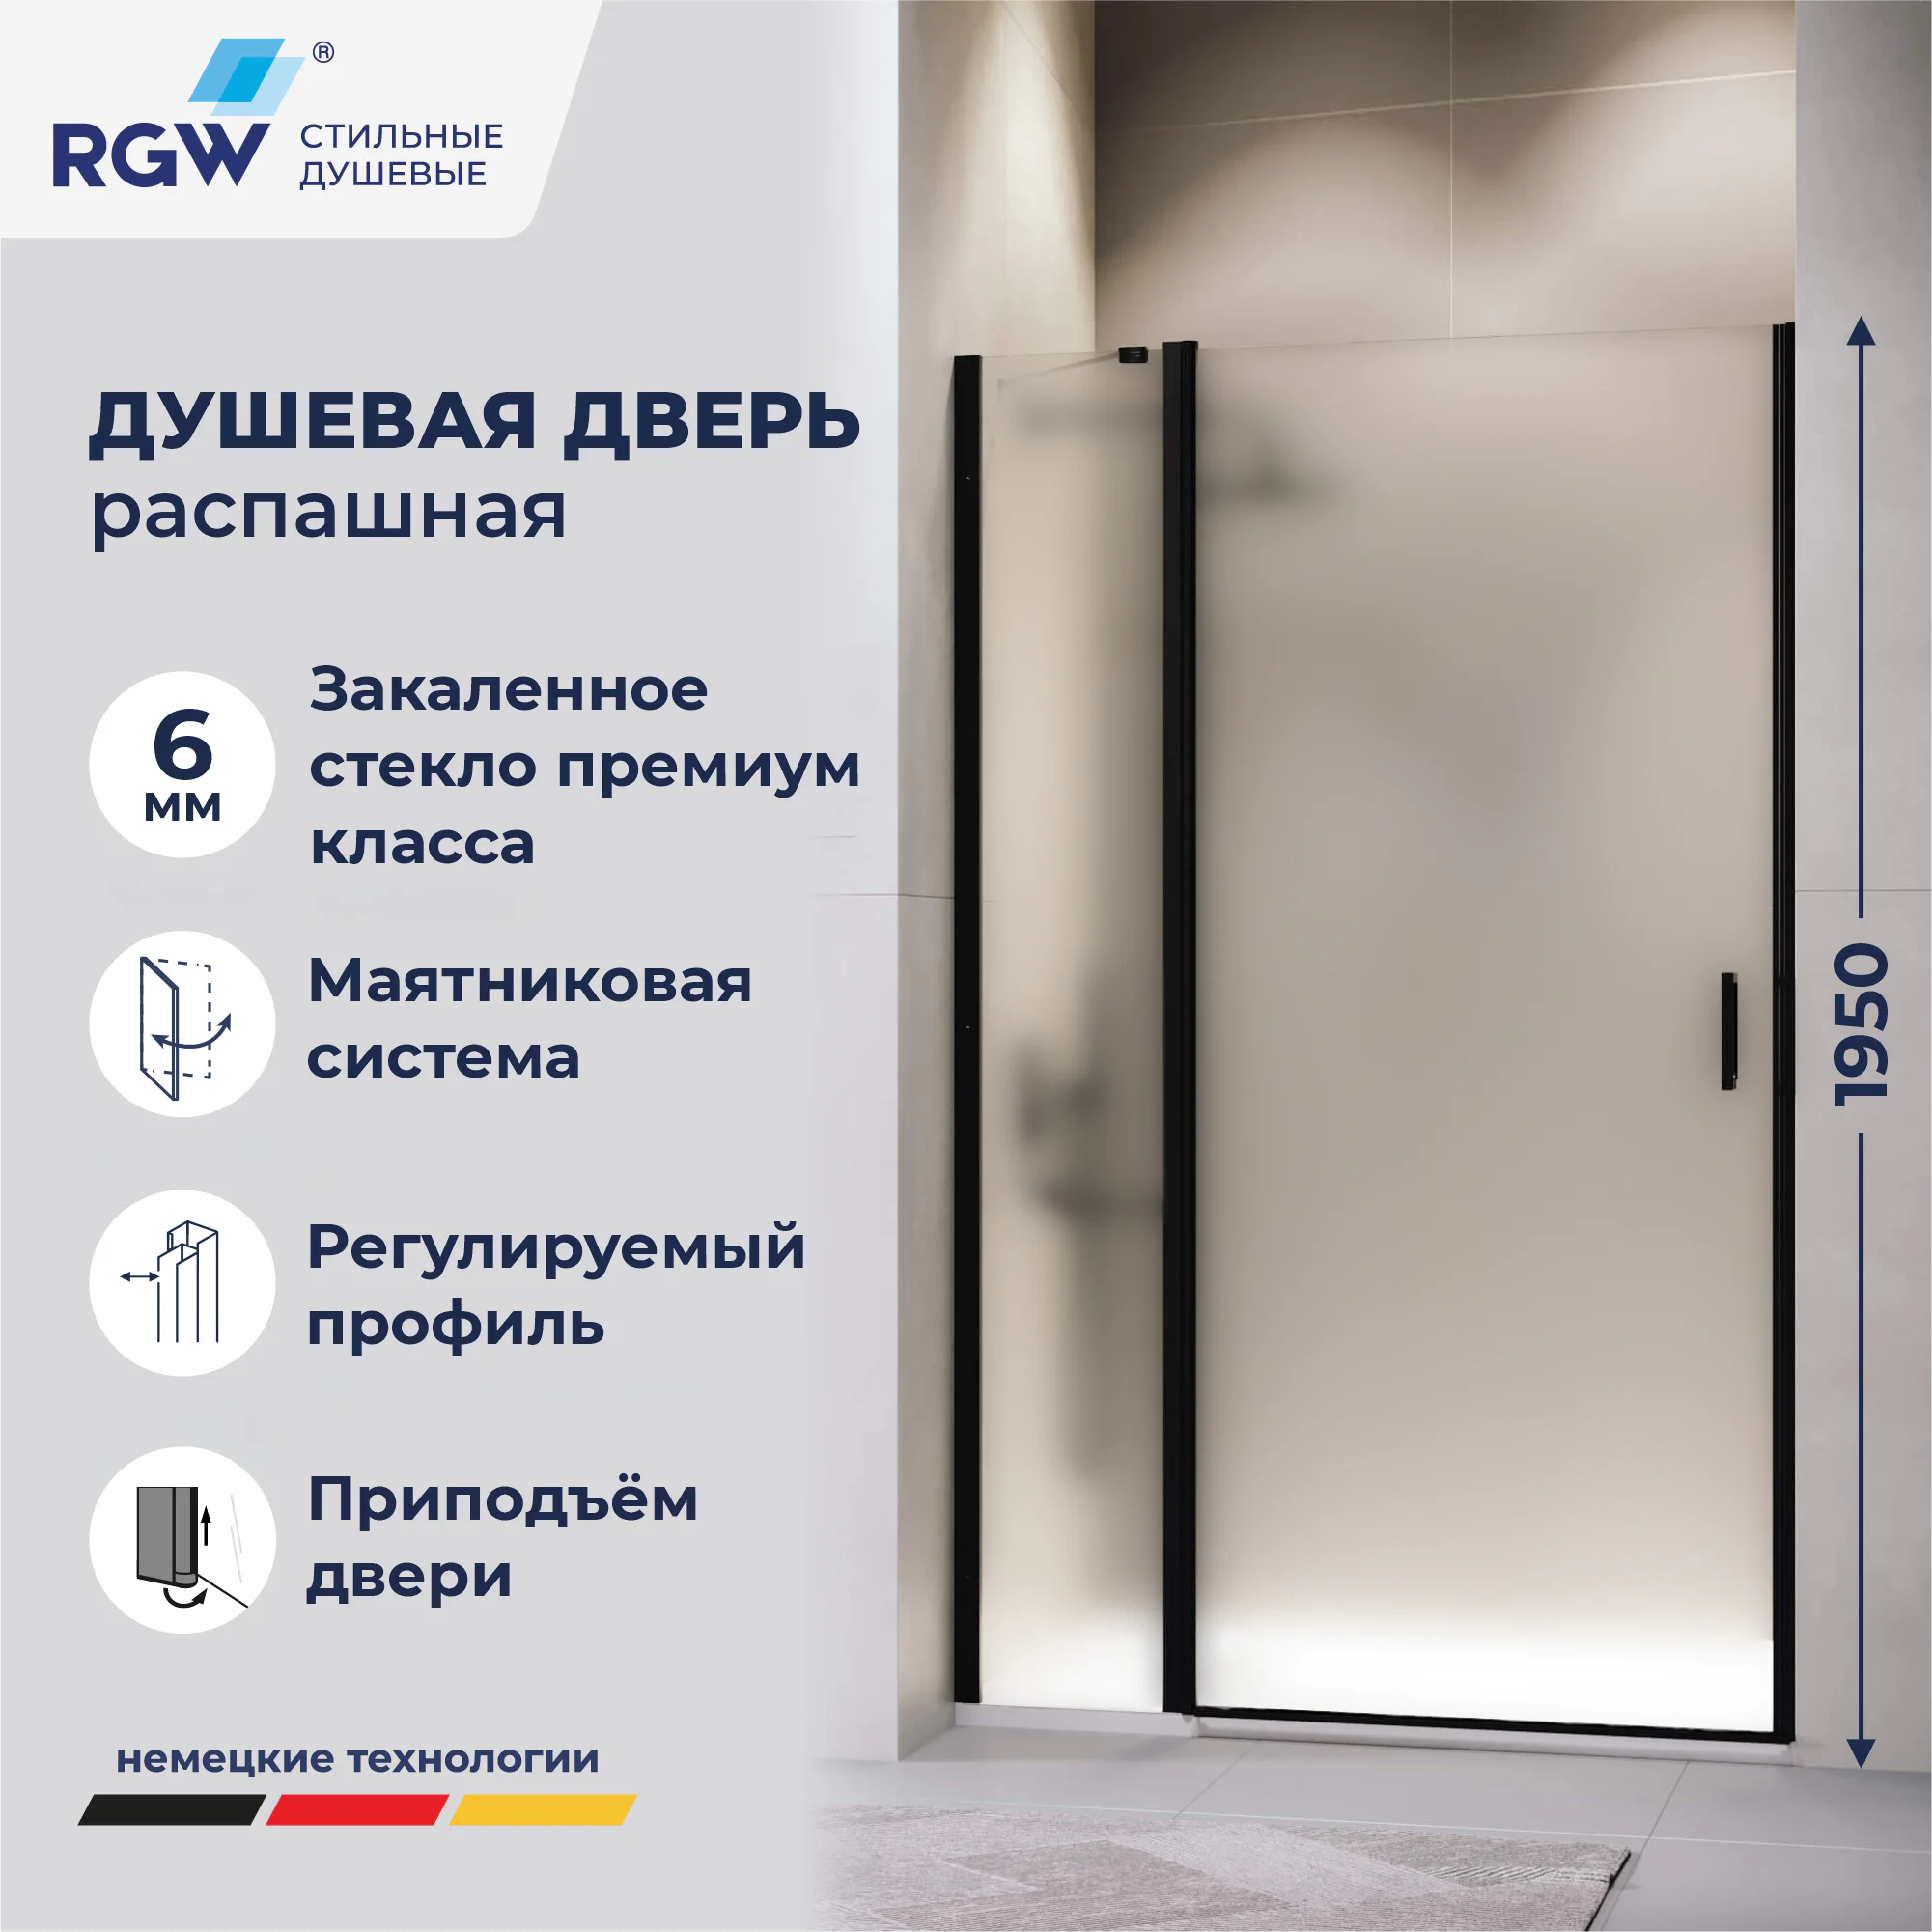 RGW®
СТИЛЬНЫЕ
ДУШЕВЫЕ
ДУШЕВАЯ ДВЕРЬ
распашная
6
мм
Закаленное
стекло премиум
класса
Маятниковая
система
Регулируемый
профиль
Приподъём
двери
немецкие технологии
1950